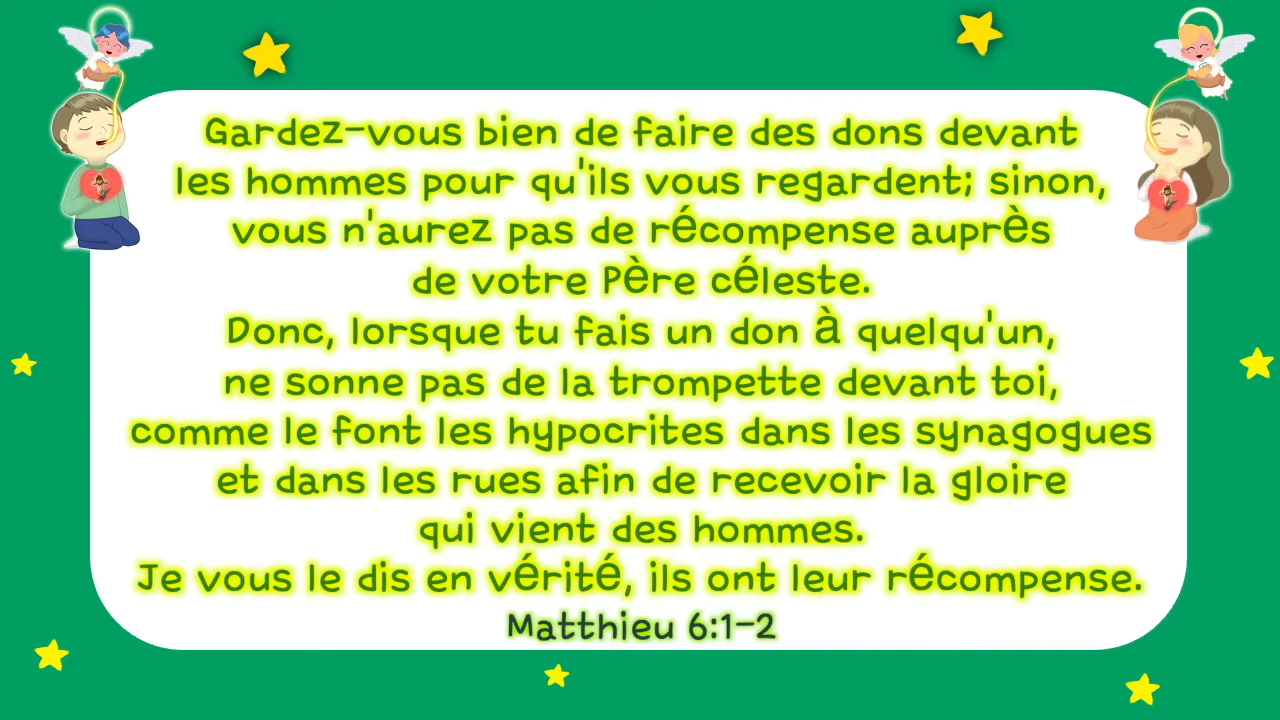 Gardez-vous bien de faire des dons devant
les hommes pour qu'ils vous regardent; sinon,
vous n'aurez pas de récompense auprès
de votre Père céleste.
Donc, lorsque tu fais un don à quelqu'un,
ne sonne pas de la trompette devant toi,
comme le font les hypocrites dans les synagogues
et dans les rues afin de recevoir la gloire
qui vient des hommes.
Je vous le dis en vérité, ils ont leur récompense.
Matthieu 6:1-2